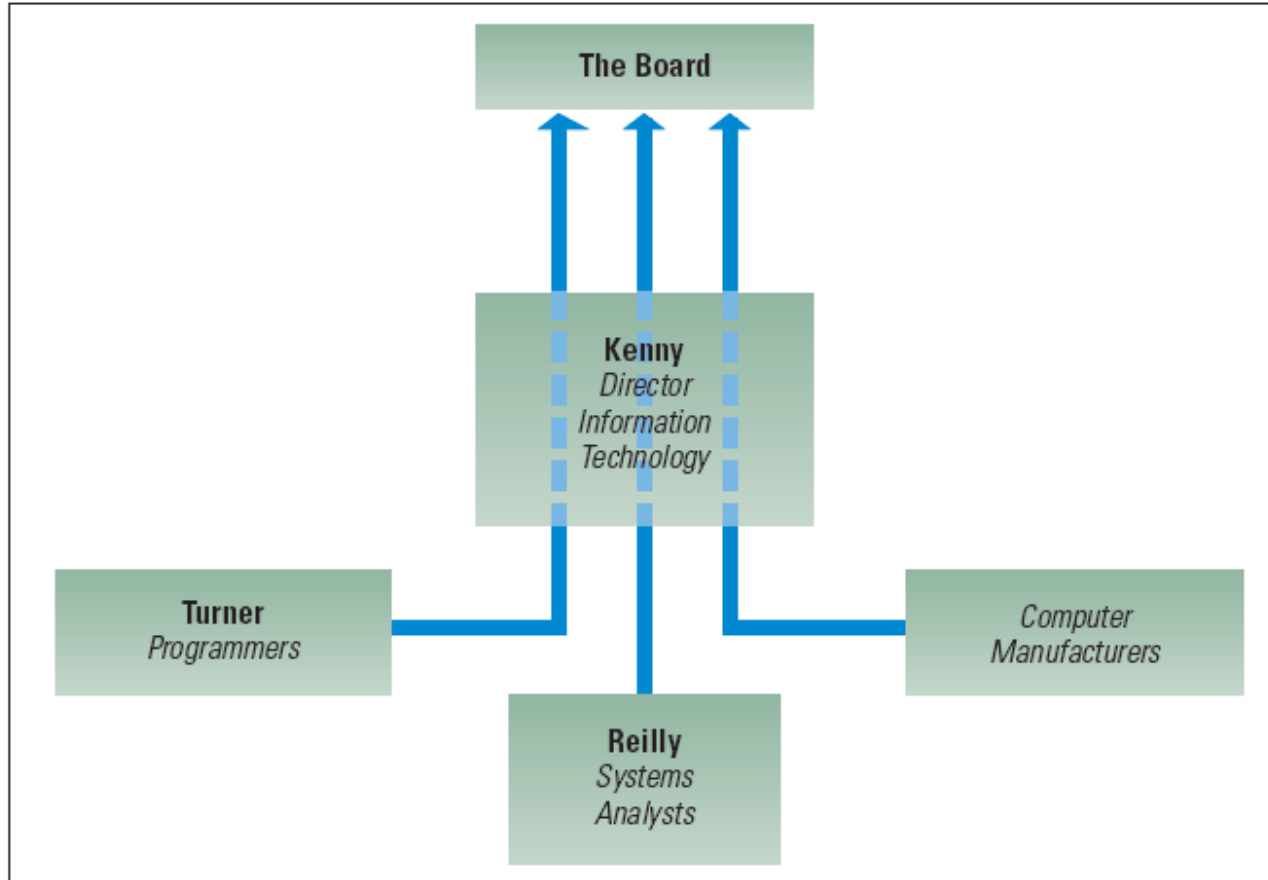 The Board
Kenny
Director
Information
Technology
Turner
Programmers
Computer
Manufacturers
Reilly
Systems
Analysts